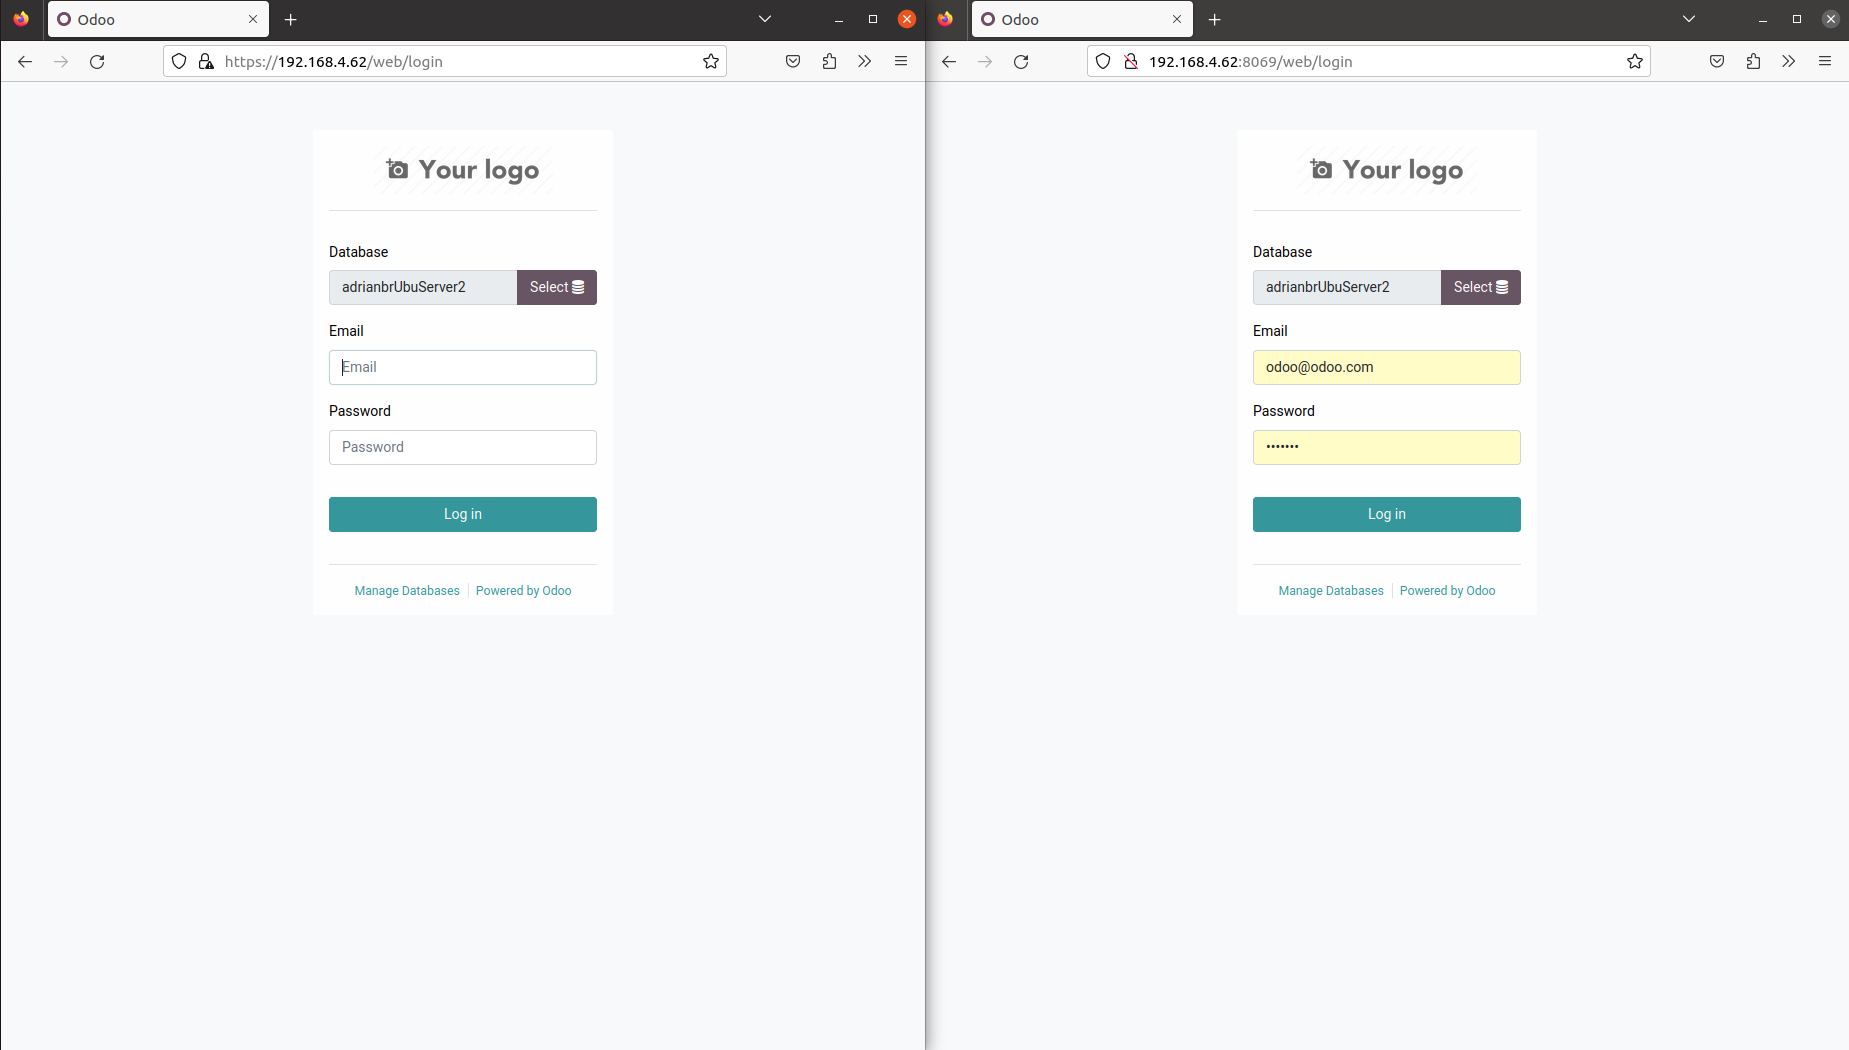 Odoo
https://192.168.4.62/web/login
Your logo
Database
adrianbrUbuServer2 Select
Email
Email
Password
Password
Log in
Manage Databases Powered by Odoo
Odoo
192.168.4.62:8069/web/login
Your logo
Database
adrianbrUbuServer2 Select
Email
odoo@odoo.com
Password
•••••••
Log in
Manage Databases Powered by Odoo